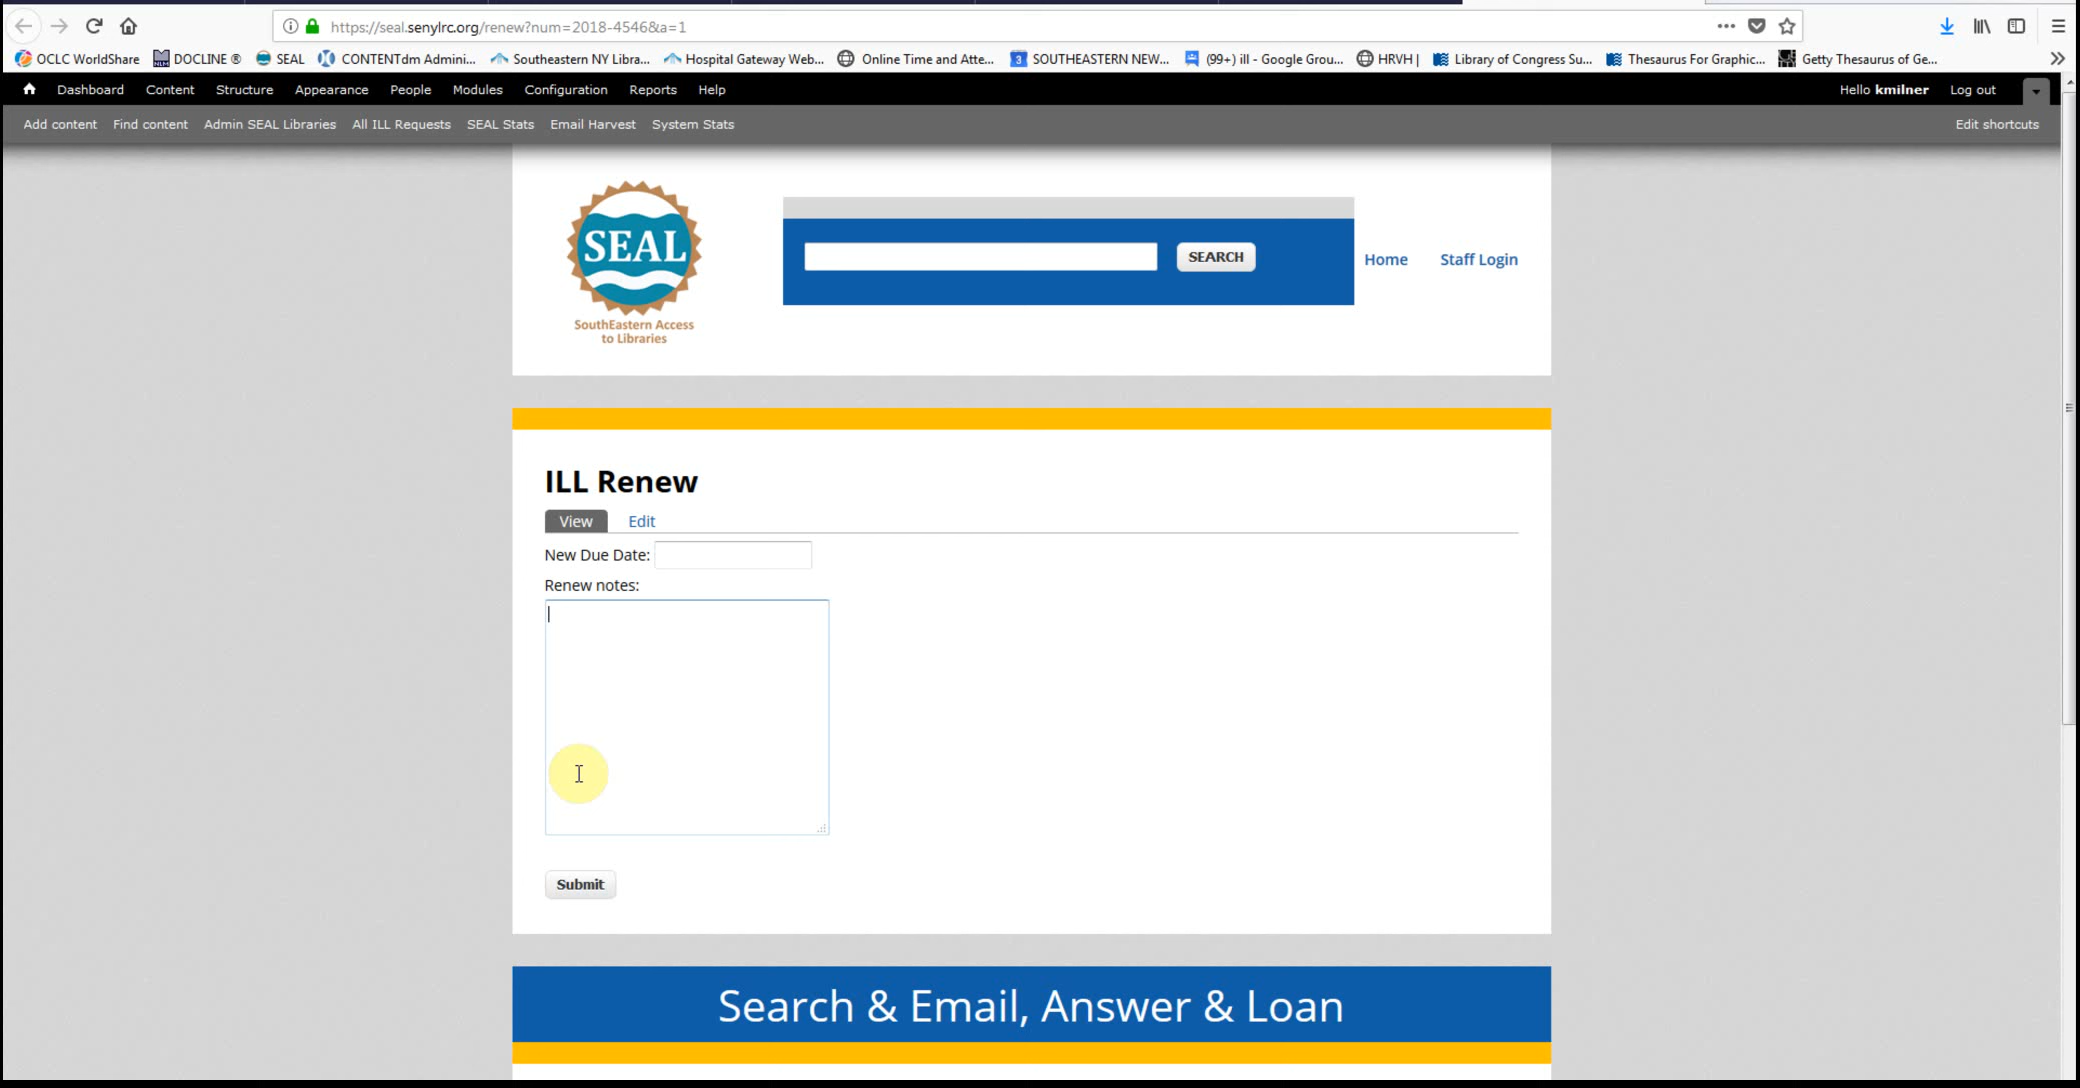 https://seal.senylrc.org/renew?num=2018-4546&a=1
OCLC WorldShare DOCLINE ® SEAL CONTENTdm Admini... Southeastern NY Libra... Hospital Gateway Web... Online Time and Atte... 3 SOUTHEASTERN NEW... (99+) ill - Google Grou... HRVH | Library of Congress Su... Thesaurus For Graphic... Getty Thesaurus of Ge...
Dashboard Content Structure Appearance People Modules Configuration Reports Help Hello kmilner Log out
Add content Find content Admin SEAL Libraries All ILL Requests SEAL Stats Email Harvest System Stats Edit shortcuts
SEAL
SouthEastern Access
to Libraries
SEARCH
Home Staff Login
ILL Renew
View Edit
New Due Date:
Renew notes:
Submit
Search & Email, Answer & Loan